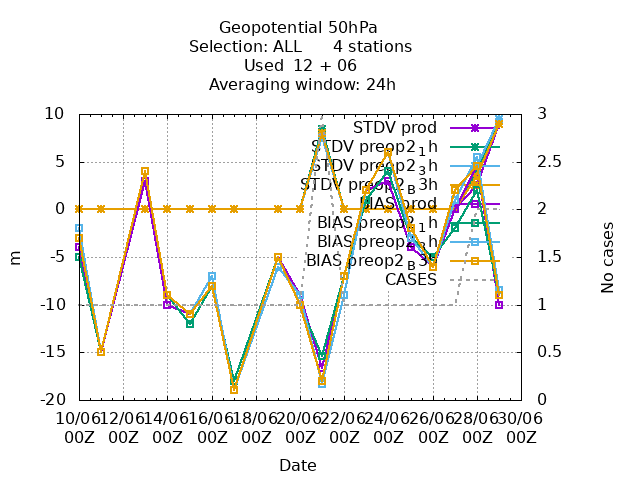 Geopotential 50hPa
Selection: ALL 4 stations
Used 12 + 06
Averaging window: 24h
10 3
STDV prod
STDV preop2_1h
5 2.5
STDV preop2_3h
STDV preop2_B3h
0 BIAS prod 2
BIAS preop2_1h
BIAS preop2_3h
-5 1.5
BIAS preop2_B3h
CASES
-10 1
-15 0.5
-20 0
m
No cases
10/06 12/06 14/06 16/06 18/06 20/06 22/06 24/06 26/06 28/06 30/06
00Z 00Z 00Z 00Z 00Z 00Z 00Z 00Z 00Z 00Z 00Z
Date